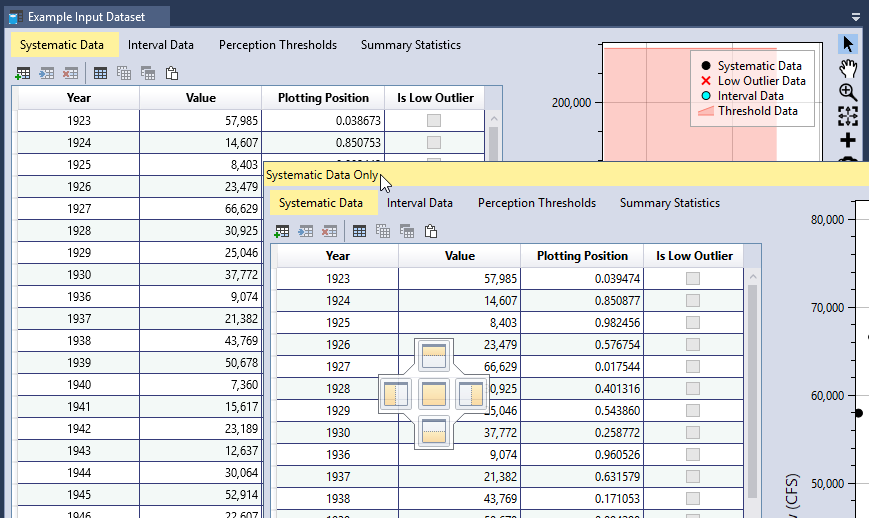 Example Input Dataset
Systematic Data Interval Data Perception Thresholds Summary Statistics
Year Value Plotting Position Is Low Outlier
1923 57,985 0.038673
1924 14,607 0.850753
1925 8,403
1926 23,479
1927 66,629
1928 30,925
1929 25,046
1930 37,772
1936 9,074
1937 21,382
1938 43,769
1939 50,678
1940 7,360
1941 15,617
1942 23,189
1943 12,637
1944 30,064
1945 52,914
1946 22,607
200,000
Systematic Data
Low Outlier Data
Interval Data
Threshold Data
Systematic Data Only
Systematic Data Interval Data Perception Thresholds Summary Statistics
Year Value Plotting Position Is Low Outlier
1923 57,985 0.039474
1924 14,607 0.850877
1925 8,403 0.982456
1926 23,479 0.576754
1927 66,629 0.017544
1928 0,925 0.401316
1929 5,046 0.543860
1930 37,772 0.258772
1936 9,074 0.960526
1937 21,382 0.631579
1938 43,769 0.171053
80,000
70,000
60,000
50,000
(CFS)